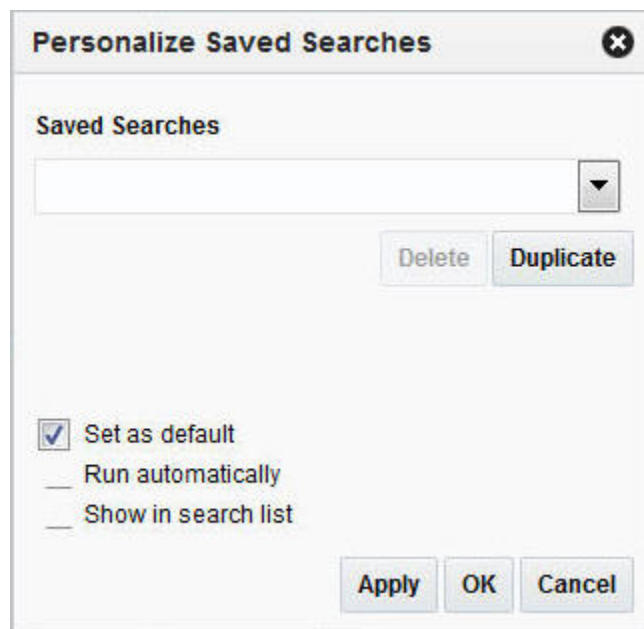 Personalize Saved Searches
Saved Searches
Delete Duplicate
Set as default
Run automatically
Show in search list
Apply OK Cancel